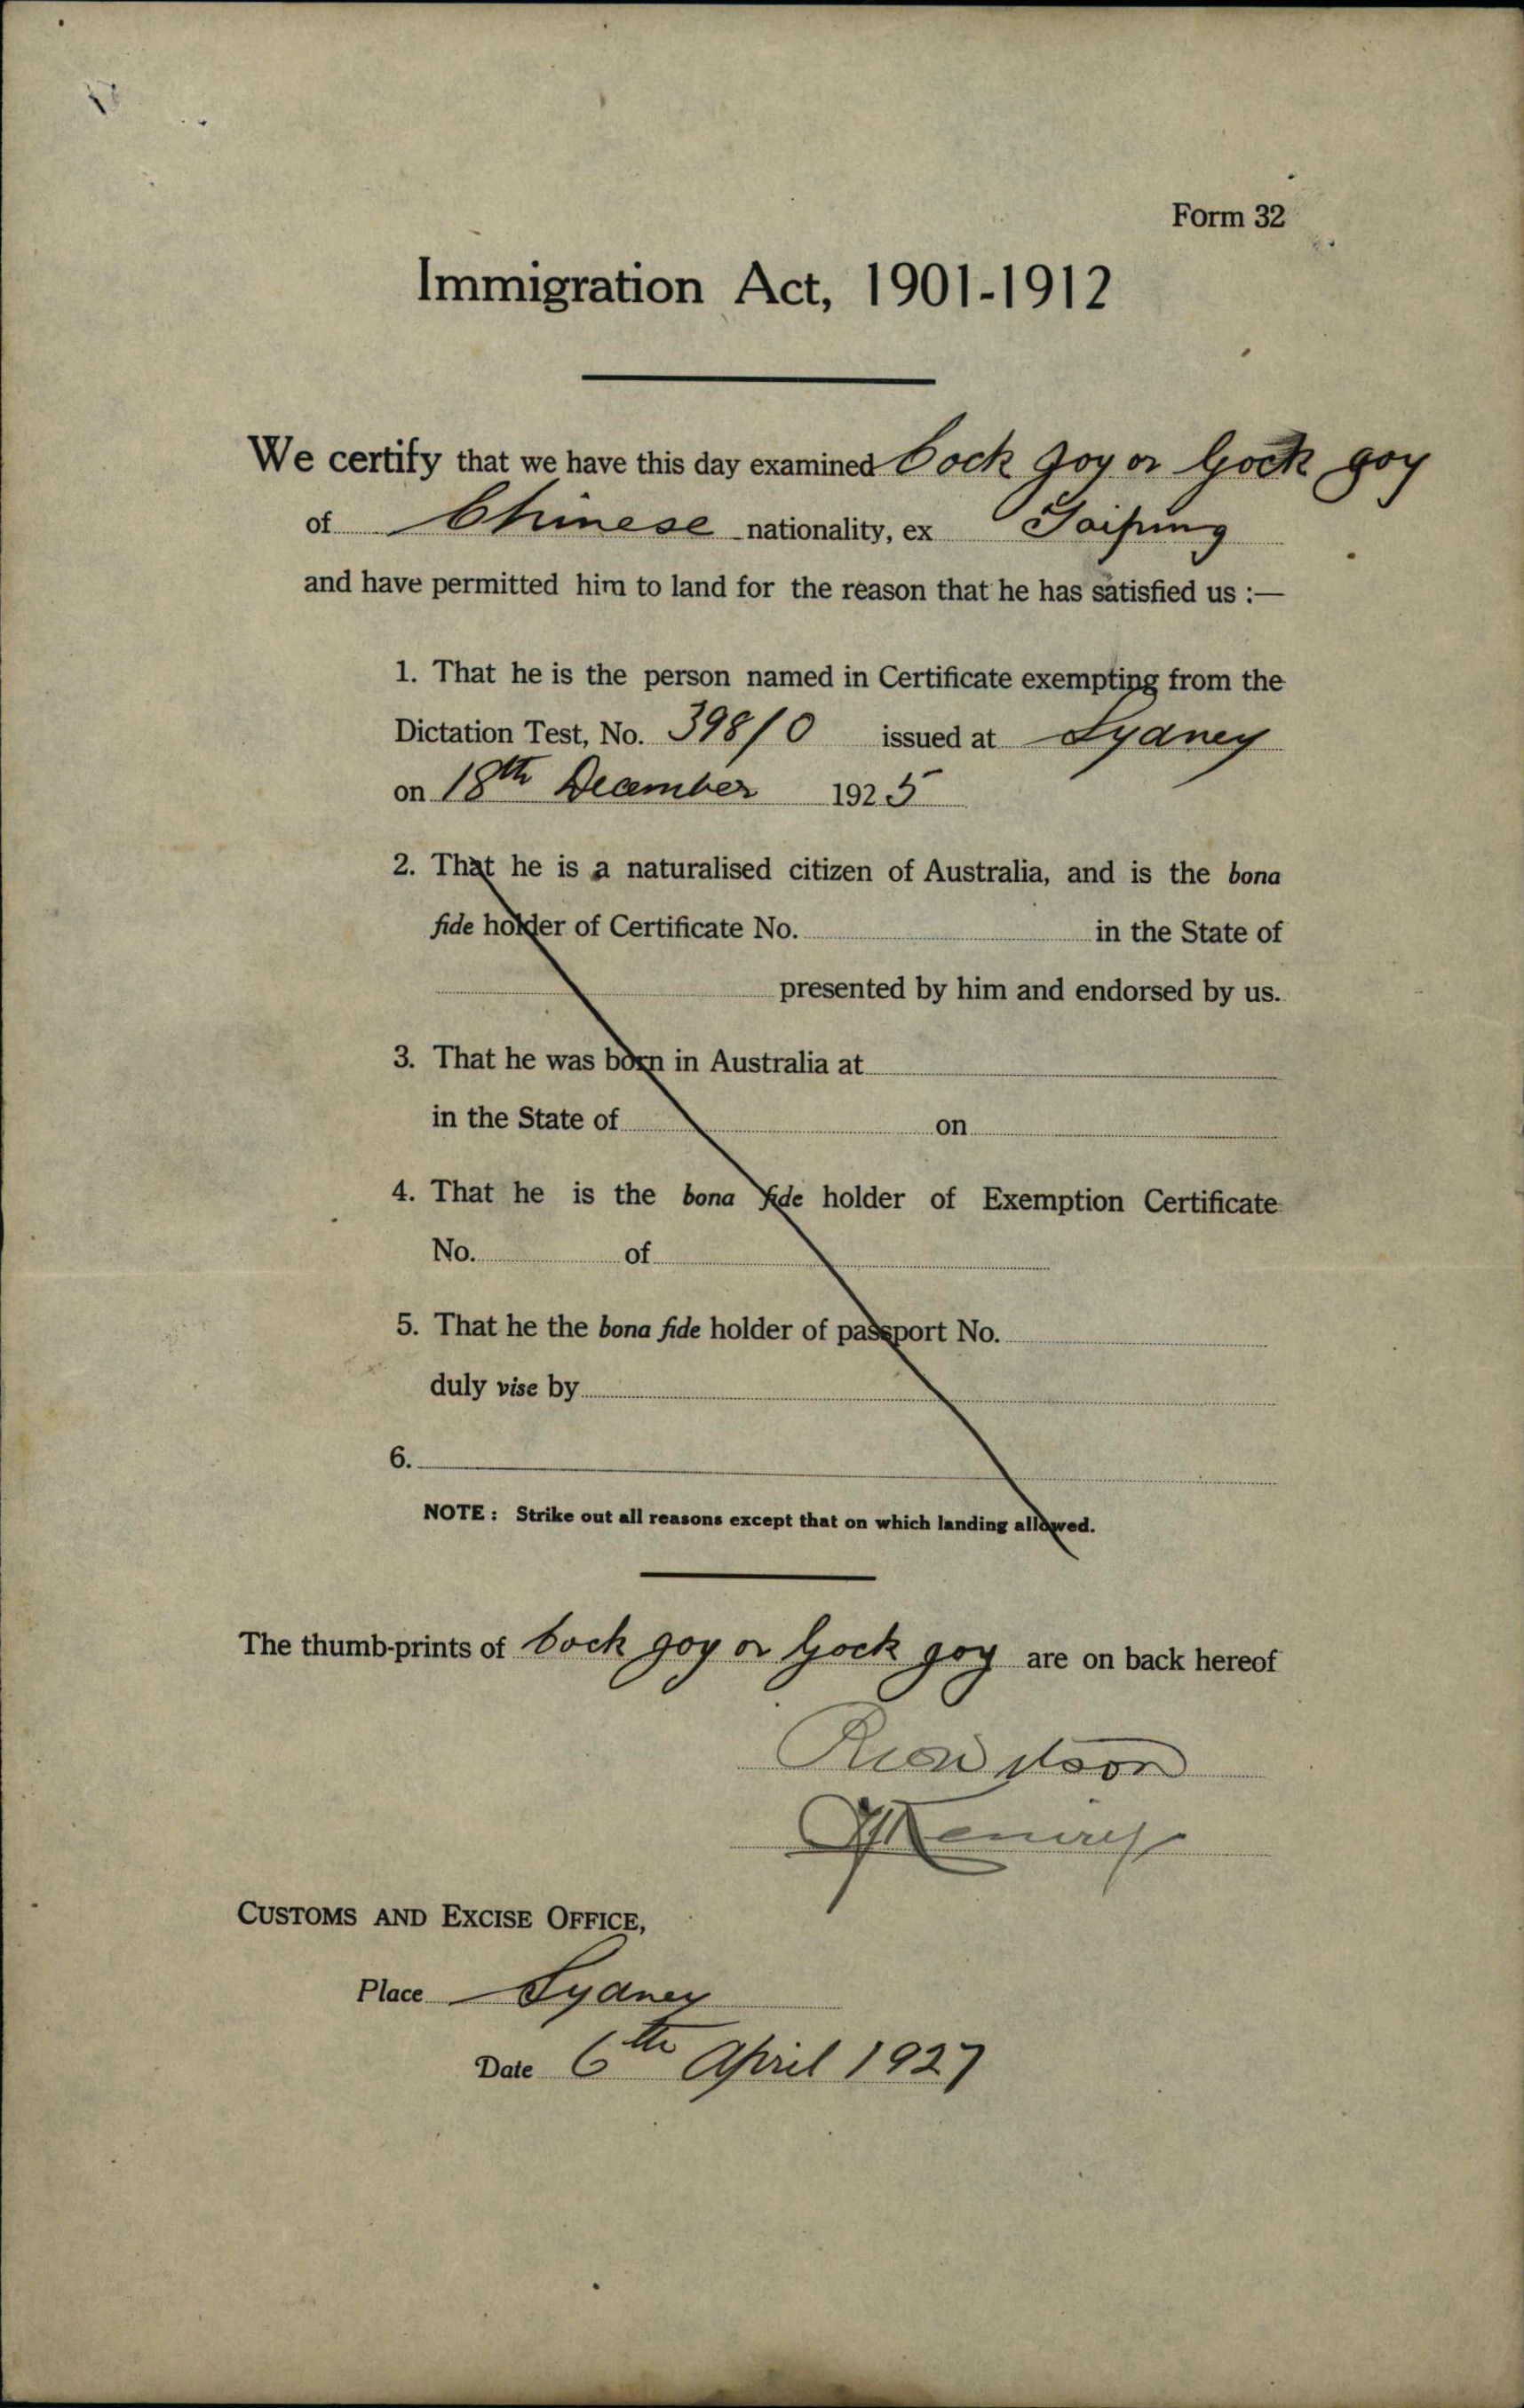 Form 32
Immigration Act, 1901-1912
We certify that we have this day examined Cock Joy or Gock Joy
of Chinese nationality, ex "Taiping
and have permitted him to land for the reason that he has satisfied us :—
1. That he is the person named in Certificate exempting from the
Dictation Test, No. 398/0 issued at Sydney
on 18th December 1925
2. That he is a naturalised citizen of Australia, and is the bona
fide holder of Certificate No. in the State of
presented by him and endorsed by us.
3. That he was born in Australia at
in the State of on
4. That he is the bona fide holder of Exemption Certificate
No. of
5. That he the bona fide holder of passport No.
duly vise by
6.
NOTE : Strike out all reasons except that on which landing allowed.
The thumb-prints of Cock Joy or Gock Joy are on back hereof
CUSTOMS AND EXCISE OFFICE,
Place Sydney
Date 6th April 1927